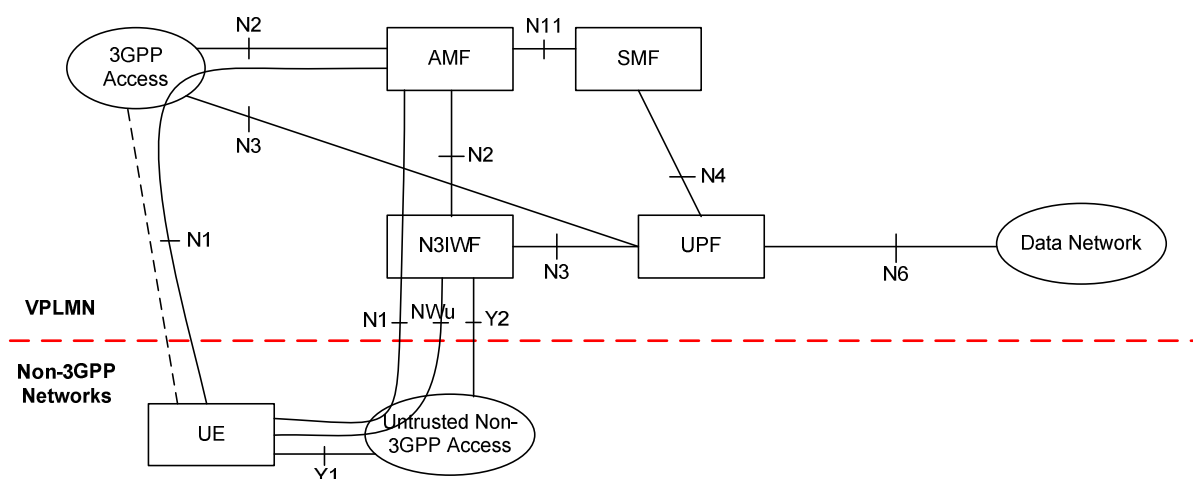 N2
N11
3GPP
Access
AMF
SMF
N3
N2
N4
N1
N3IWF
UPF
Data Network
N3
N6
VPLMN
N1
NWu
Y2
Non-3GPP
Networks
UE
Untrusted Non-
3GPP Access
Y1